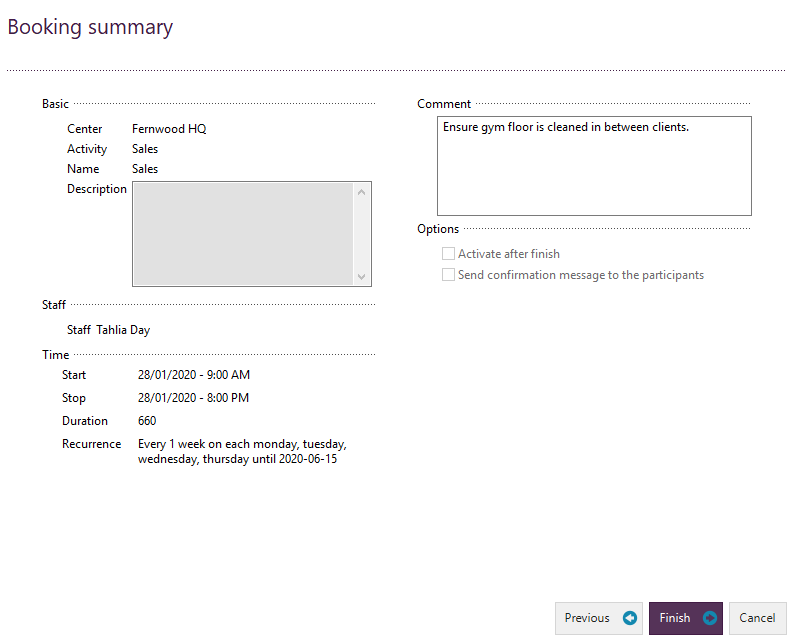 Booking summary
Basic
Center Fernwood HQ
Activity Sales
Name Sales
Description
Staff
Staff Tahlia Day
Time
Start 28/01/2020 - 9:00 AM
Stop 28/01/2020 - 8:00 PM
Duration 660
Recurrence Every 1 week on each monday, tuesday,
wednesday, thursday until 2020-06-15
Comment
Ensure gym floor is cleaned in between clients.
Options
Activate after finish
Send confirmation message to the participants
Previous Finish Cancel